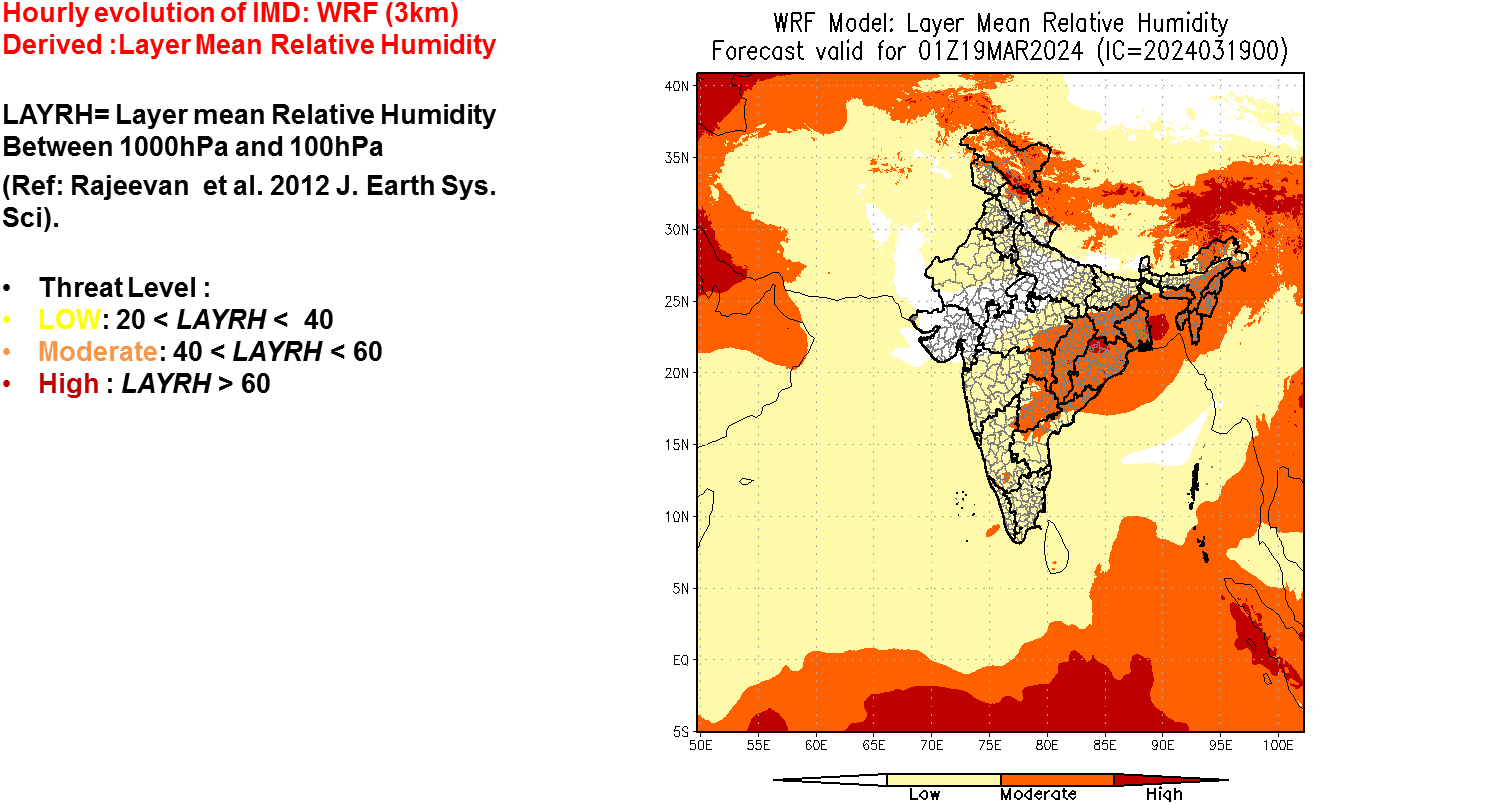 Hourly evolution of IMD: WRF (3km)
Derived :Layer Mean Relative Humidity
LAYRH= Layer mean Relative Humidity
Between 1000hPa and 100hPa
(Ref: Rajeevan et al. 2012 J. Earth Sys.
Sci).
• Threat Level :
• LOW: 20 < LAYRH < 40
• Moderate: 40 < LAYRH < 60
• High : LAYRH > 60
WRF Model: Layer Mean Relative Humidity
Forecast valid for 01Z19MAR2024 (IC=2024031900)
40N
35N
30N
25N
20N
15N
10N
5N
EQ
5S
50E 55E 60E 65E 70E 75E 80E 85E 90E 95E 100E
Low Moderate High